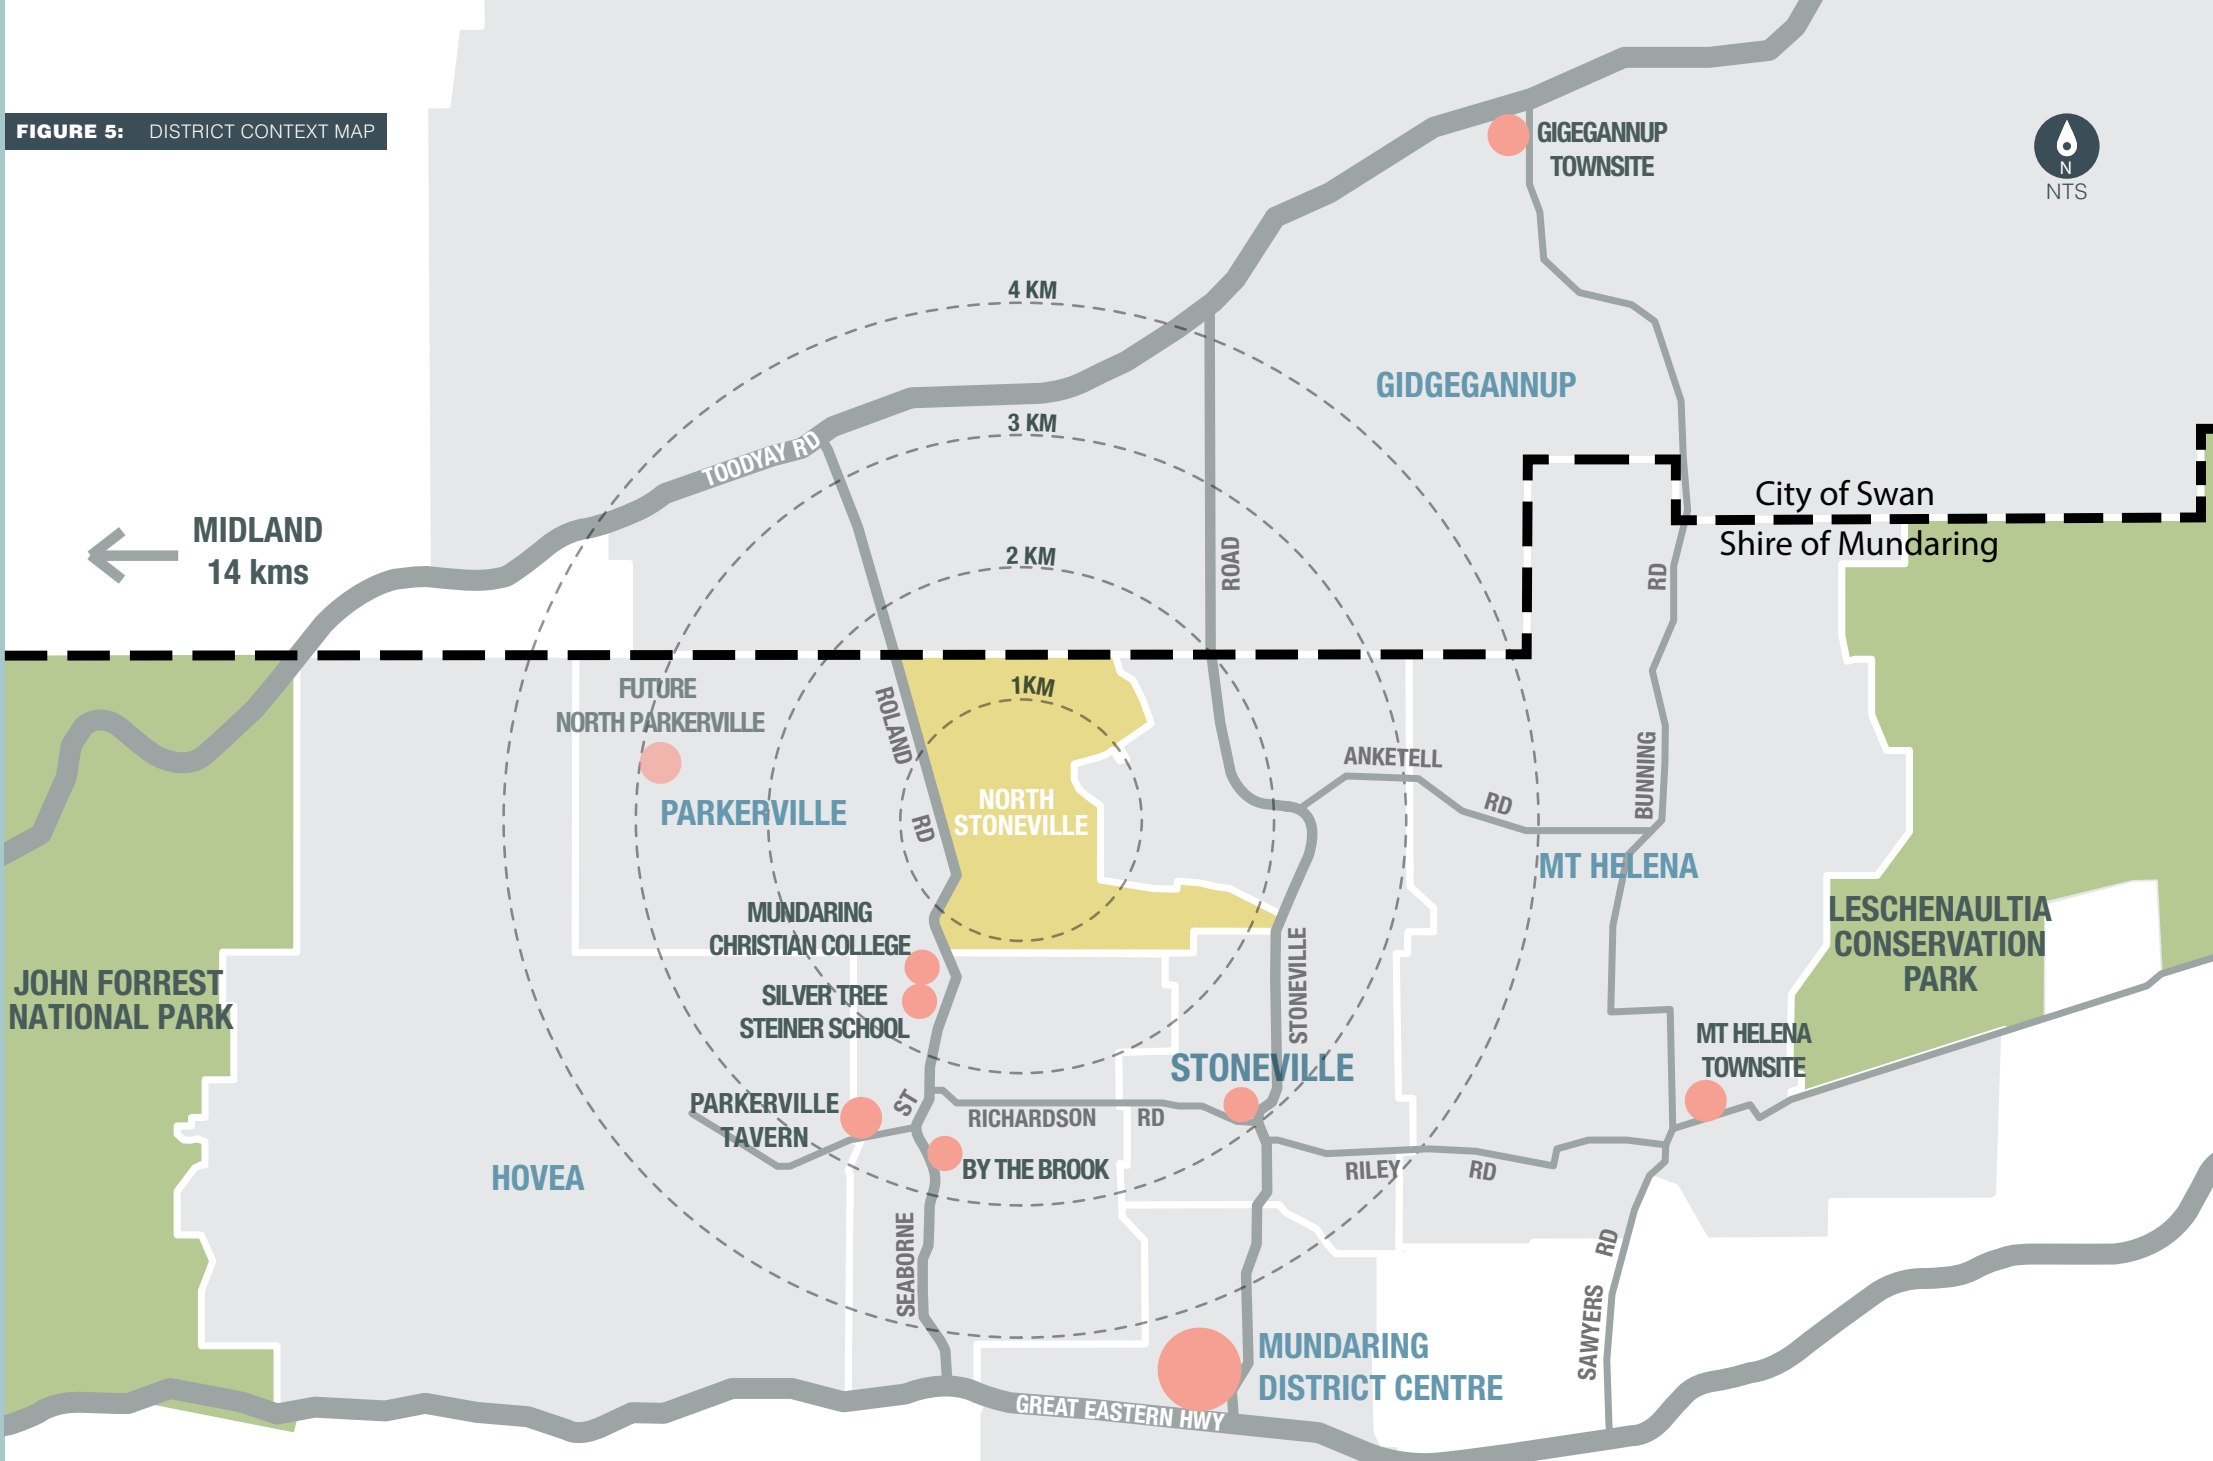 FIGURE 5: DISTRICT CONTEXT MAP
GIGEGANNUP
TOWNSITE
N
NTS
4 KM
GIDGEGANNUP
3 KM
TOODYAY RD
City of Swan
MIDLAND
14 kms
Shire of Mundaring
2 KM
ROAD
RD
FUTURE
NORTH PARKERVILLE
1KM
ROLAND
RD
ANKETELL
RD
BUNNING
PARKERVILLE
NORTH
STONEVILLE
MT HELENA
MUNDARING
CHRISTIAN COLLEGE
LESCHENAULTIA
CONSERVATION
PARK
JOHN FORREST
NATIONAL PARK
SILVER TREE
STEINER SCHOOL
STONEVILLE
STONEVILLE
MT HELENA
TOWNSITE
PARKERVILLE
TAVERN
ST
RICHARDSON RD
BY THE BROOK
RILEY RD
HOVEA
SEABORNE
RD
SAWYERS
MUNDARING
DISTRICT CENTRE
GREAT EASTERN HWY